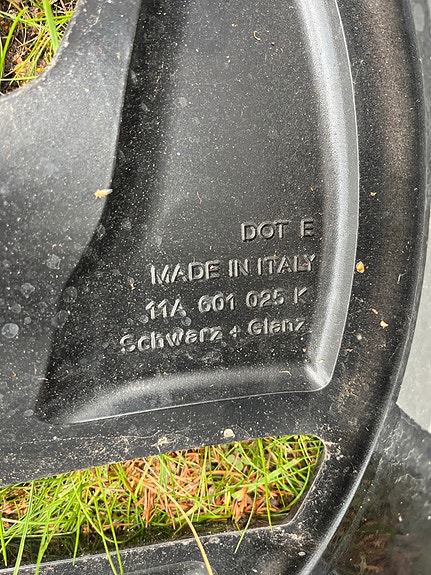 DOT E
MADE IN ITALY
11A 601 025 K
Schwarz + Glanz